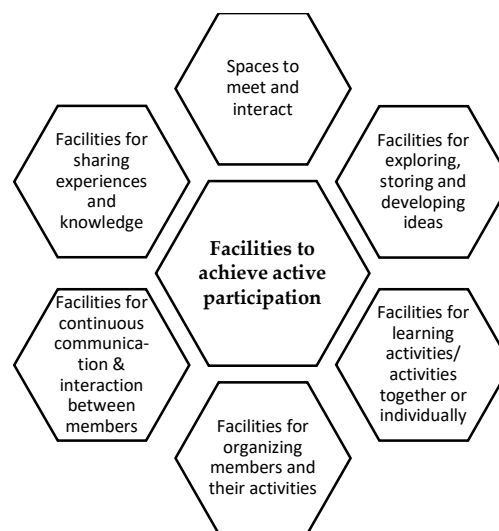 Spaces to
meet and
interact
Facilities for
sharing
experiences
and
knowledge
Facilities for
exploring,
storing and
developing
ideas
Facilities to
achieve active
participation
Facilities for
continuous
communica-
tion &
interaction
between
members
Facilities for
learning
activities/
activities
together or
individually
Facilities for
organizing
members and
their activities